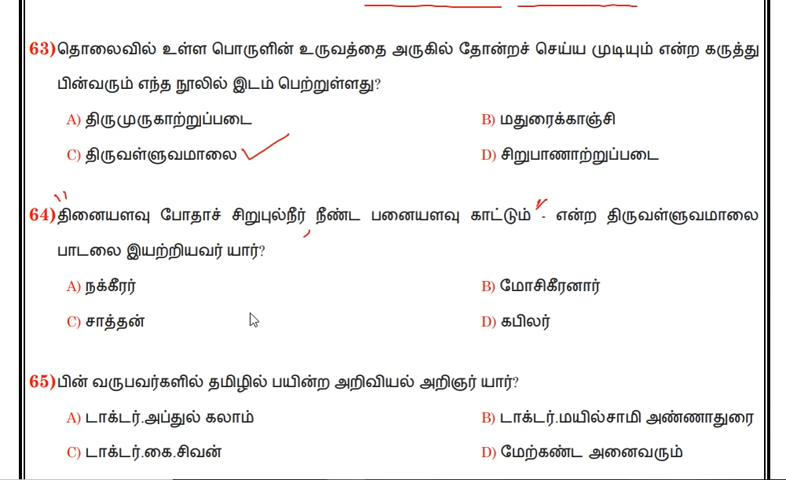 63)தொலைவில் உள்ள பொருளின் உருவத்தை அருகில் தோன்றச் செய்ய முடியும் என்ற கருத்து
பின்வரும் எந்த நூலில் இடம் பெற்றுள்ளது?
A) திருமுருகாற்றுப்படை B) மதுரைக்காஞ்சி
C) திருவள்ளுவமாலை D) சிறுபாணாற்றுப்படை
64)தினையளவு போதாச் சிறுபுல்நீர் நீண்ட பனையளவு காட்டும் - என்ற திருவள்ளுவமாலை
பாடலை இயற்றியவர் யார்?
A) நக்கீரர் B) மோசிகீரனார்
C) சாத்தன் D) கபிலர்
65)பின் வருபவர்களில் தமிழில் பயின்ற அறிவியல் அறிஞர் யார்?
A) டாக்டர்.அப்துல் கலாம் B) டாக்டர்.மயில்சாமி அண்ணாதுரை
C) டாக்டர்.கை.சிவன் D) மேற்கண்ட அனைவரும்